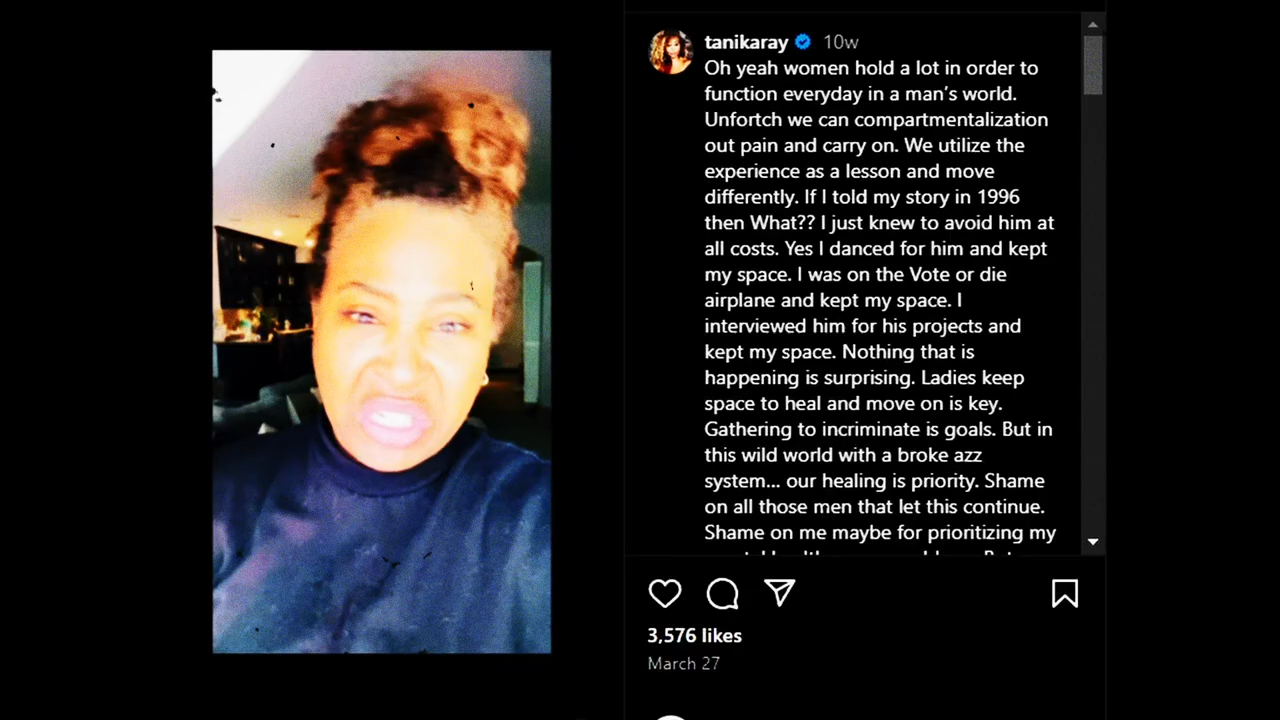 tanikaray 10w
Oh yeah women hold a lot in order to
function everyday in a man's world.
Unfortch we can compartmentalization
out pain and carry on. We utilize the
experience as a lesson and move
differently. If I told my story in 1996
then What?? I just knew to avoid him at
all costs. Yes I danced for him and kept
my space. I was on the Vote or die
airplane and kept my space. I
interviewed him for his projects and
kept my space. Nothing that is
happening is surprising. Ladies keep
space to heal and move on is key.
Gathering to incriminate is goals. But in
this wild world with a broke azz
system... our healing is priority. Shame
on all those men that let this continue.
Shame on me maybe for prioritizing my
3,576 likes
March 27